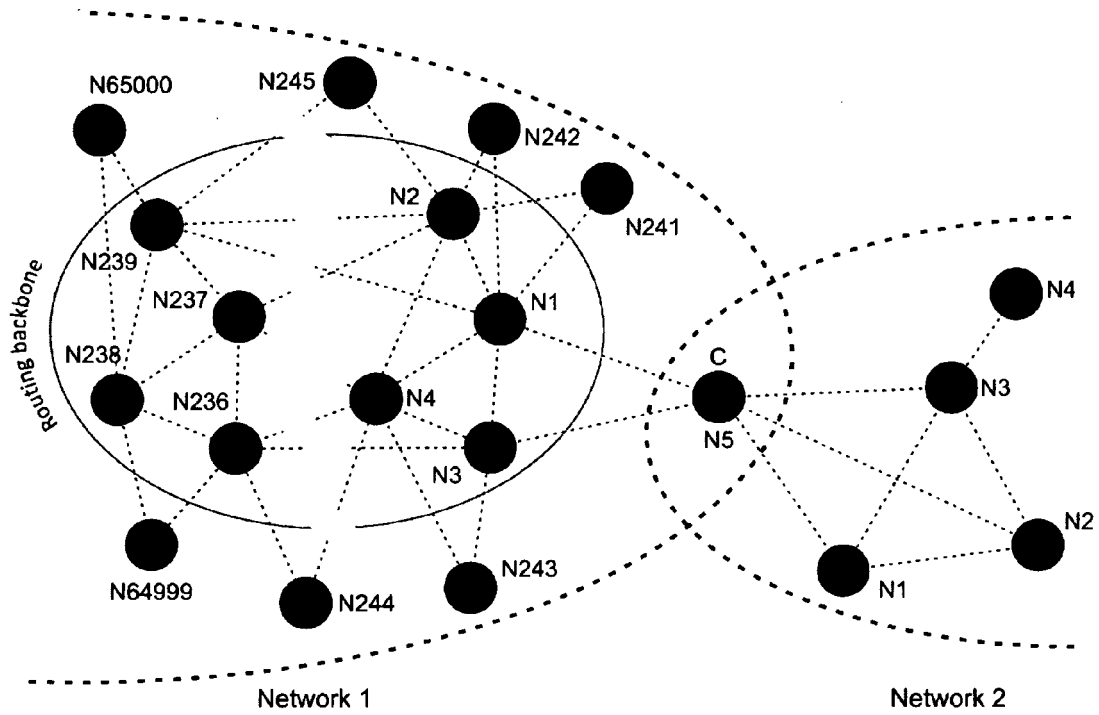 N65000
N245
N242
N2
N241
N239
N237
N1
N4
Routing backbone
N238
C
N236
N4
N3
N5
N3
N2
N243
N1
N64999
N244
Network 1
Network 2